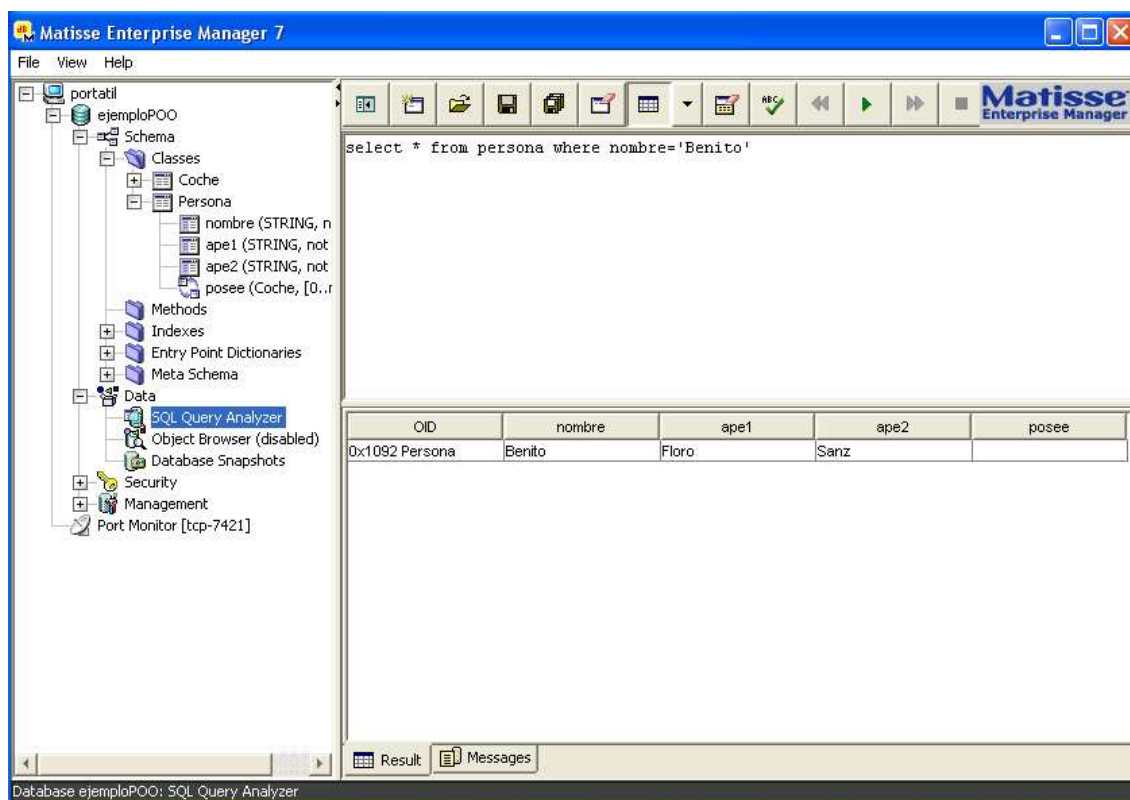 Matisse Enterprise Manager 7
File View Help
portatil
ejemploPOO
Schema
Classes
Coche
Persona
nombre (STRING, n
ape1 (STRING, not
ape2 (STRING, not
posee (Coche, [0..r
Methods
Indexes
Entry Point Dictionaries
Meta Schema
Data
SQL Query Analyzer
Object Browser (disabled)
Database Snapshots
Security
Management
Port Monitor [tcp-7421]
ABC
Matisse
Enterprise Manager
select * from persona where nombre='Benito'
OID nombre ape1 ape2 posee
0x1092 Persona Benito Floro Sanz
Result Messages
Database ejemploPOO: SQL Query Analyzer